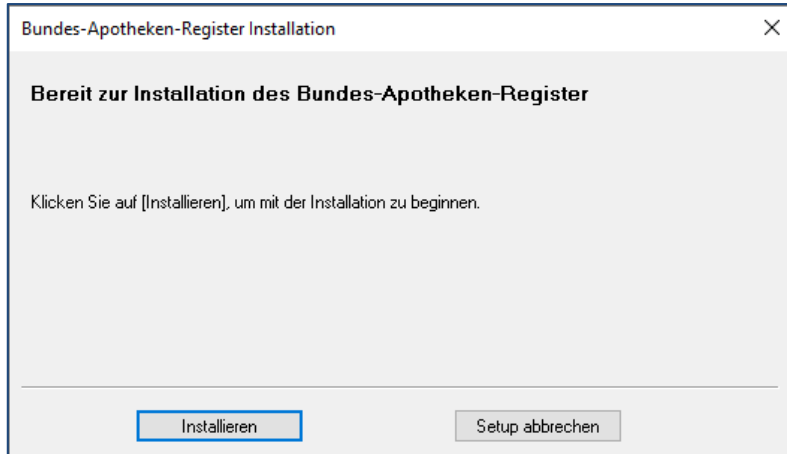 Bundes-Apotheken-Register Installation
Bereit zur Installation des Bundes-Apotheken-Register
Klicken Sie auf [Installieren], um mit der Installation zu beginnen.
Installieren
Setup abbrechen